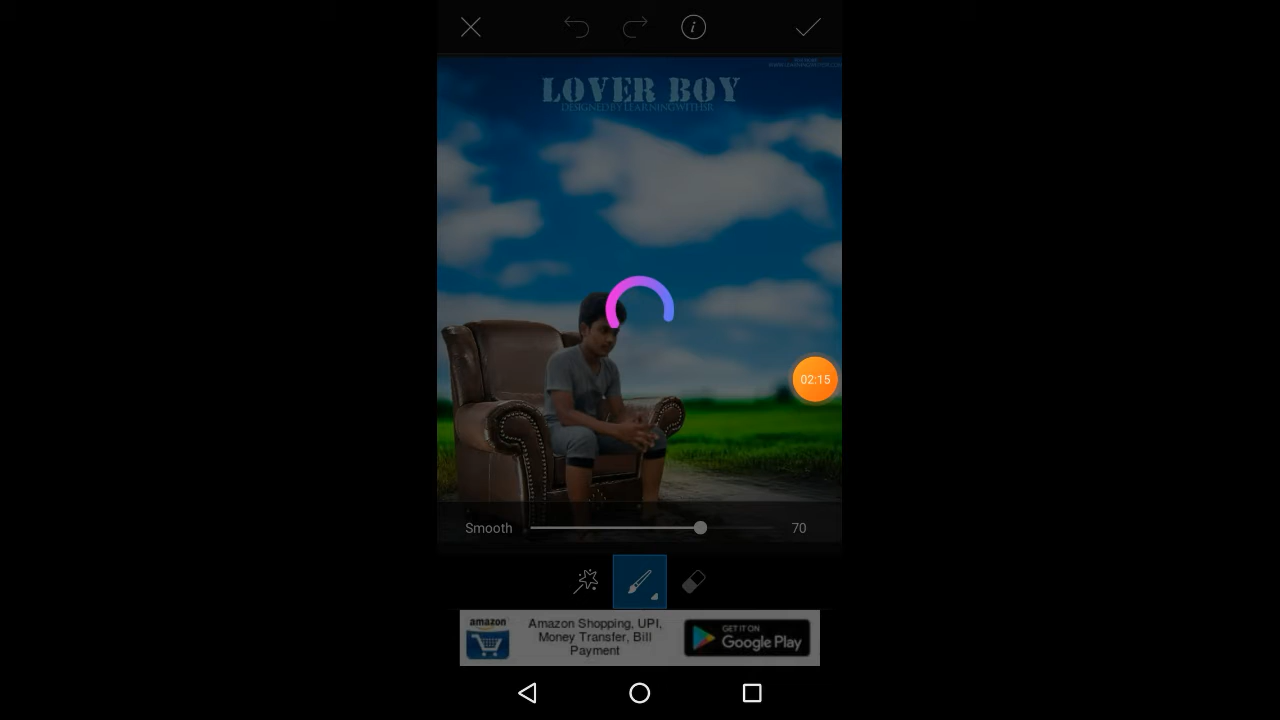 LOVER BOY
DESIGNED BY LEARNINGWITHSR
02:15
Smooth
70
amazon
Amazon Shopping, UPI,
Money Transfer, Bill
Payment
GET IT ON
Google Play